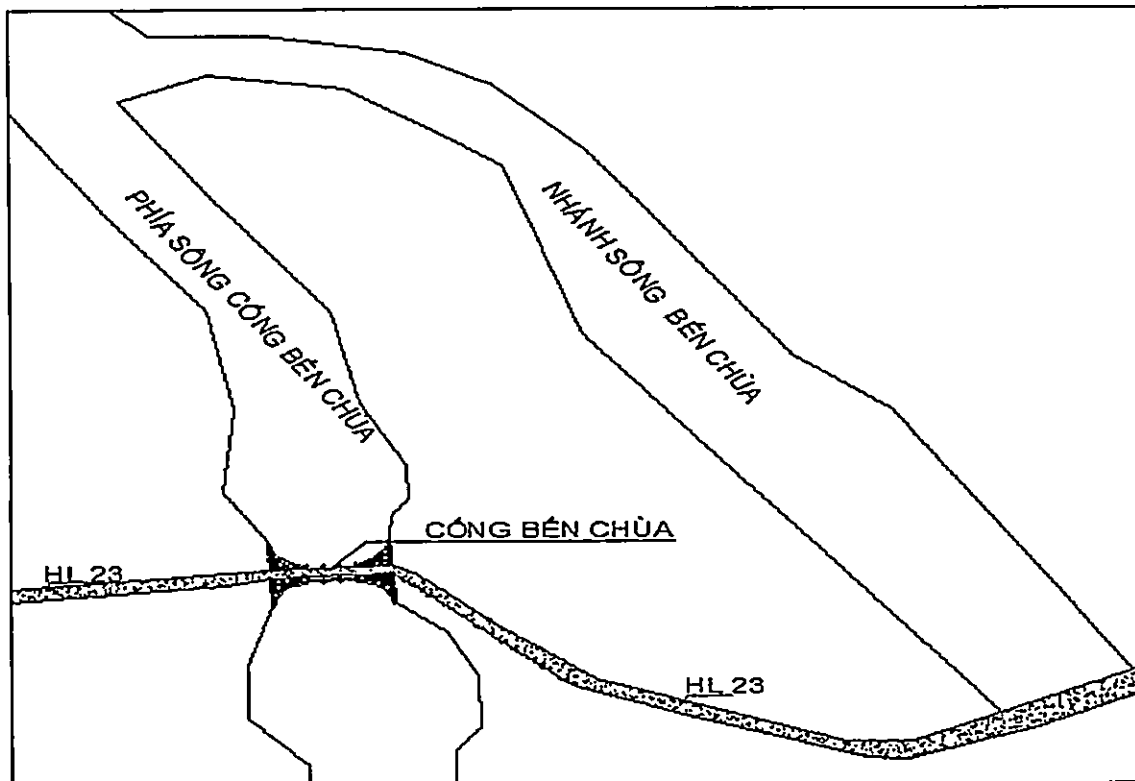 NHÁNH SÔNG BẾN CHÙA
PHÍA SÔNG CỐNG BẾN CHÙA
CỐNG BẾN CHÙA
HL 23
HL 23